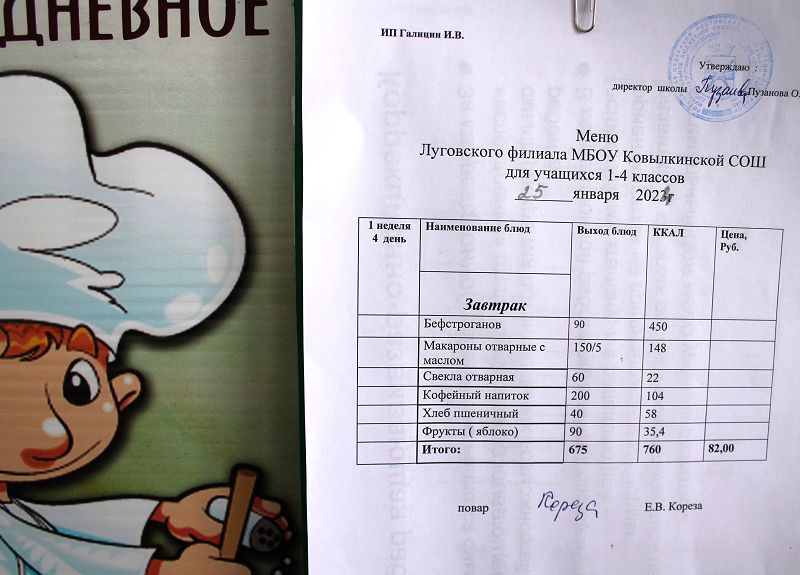 ДНЕВНОЕ
ИП Галицин И.В.
Утверждаю :
директор школы Пузанова О.
Меню
Луговского филиала МБОУ Ковылкинской СОШ
для учащихся 1-4 классов
25 января 2024г
1 неделя
4 день
Наименование блюд
Выход блюд
ККАЛ
Цена,
Руб.
Завтрак
Бефстроганов 90 450
Макароны отварные с
маслом 150/5 148
Свекла отварная 60 22
Кофейный напиток 200 104
Хлеб пшеничный 40 58
Фрукты ( яблоко) 90 35,4
Итого: 675 760 82,00
повар Кореза Е.В. Кореза